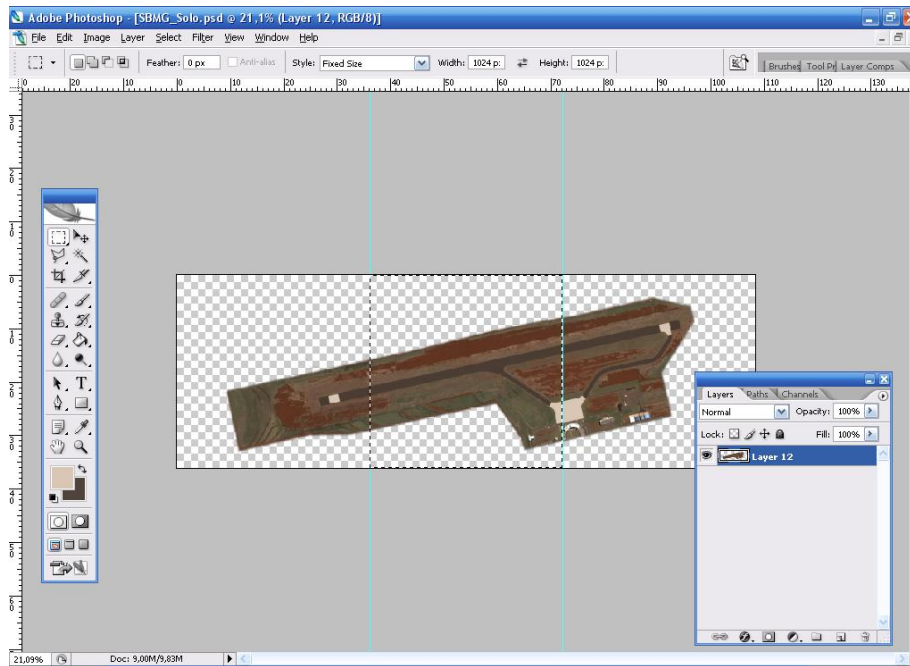 Adobe Photoshop - [SBMG_Solo.psd @ 21,1% (Layer 12, RGB/8)]
File Edit Image Layer Select Filter View Window Help
Feather: 0 px Anti-alias Style: Fixed Size Width: 1024 p: Height: 1024 p: Brushes Tool Pr Layer Comps
0 20 10 0 10 20 30 40 50 60 70 80 90 100 110 120 130
Layers Paths Channels
Normal Opacity: 100%
Lock: Fill: 100%
Layer 12
T
21,09% Doc: 9,00M/9,83M